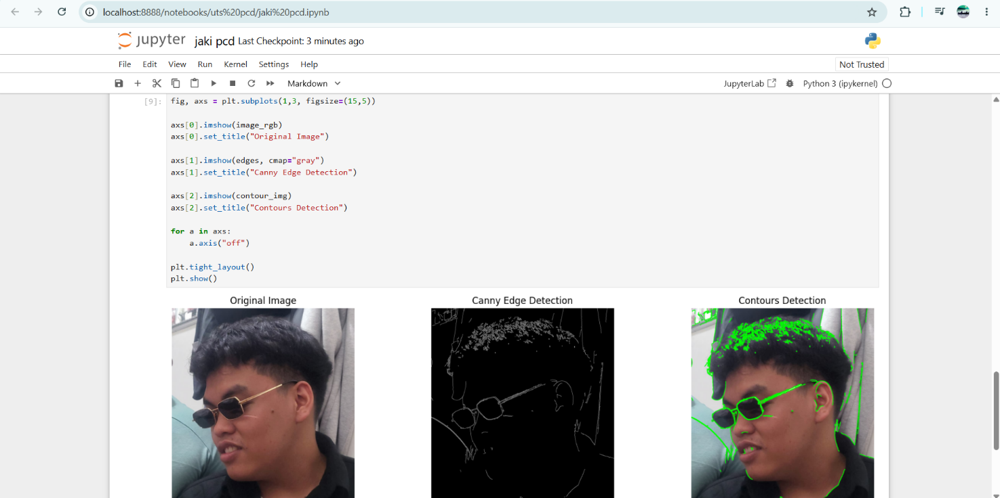 localhost:8888/notebooks/uts%20pcd/jaki%20pcd.ipynb
jupyter jaki pcd Last Checkpoint: 3 minutes ago
File Edit View Run Kernel Settings Help Not Trusted
Markdown JupyterLab Python 3 (ipykernel)
[9]: fig, axs = plt.subplots(1,3, figsize=(15,5))
axs[0].imshow(image_rgb)
axs[0].set_title("Original Image")
axs[1].imshow(edges, cmap="gray")
axs[1].set_title("Canny Edge Detection")
axs[2].imshow(contour_img)
axs[2].set_title("Contours Detection")
for a in axs:
    a.axis("off")
plt.tight_layout()
plt.show()
Original Image Canny Edge Detection Contours Detection